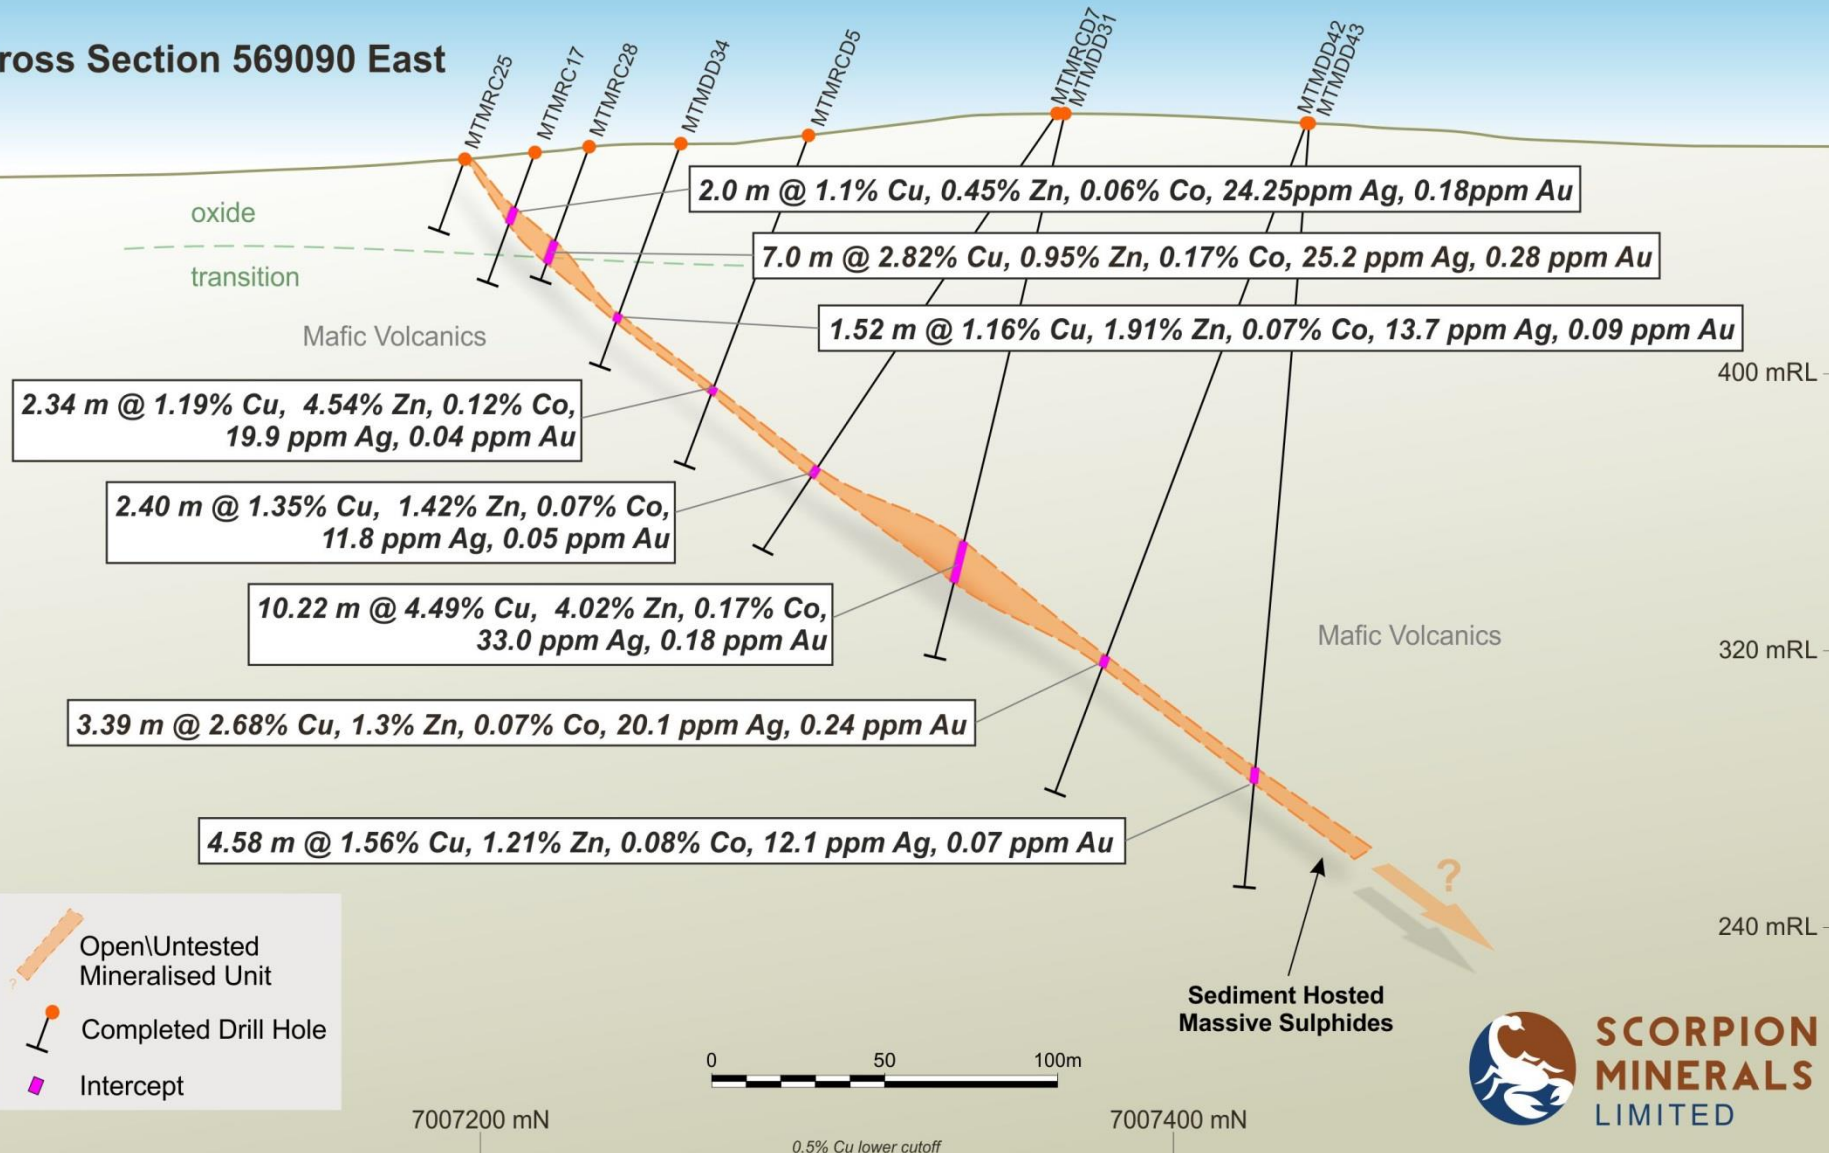 ross Section 569090 East
MTMRC25
MTMRC17
MTMRC28
MTMDD34
MTMRCD5
MTMRCD7
MTMDD31
MTMDD42
MTMDD43
oxide
transition
Mafic Volcanics
2.0 m @ 1.1% Cu, 0.45% Zn, 0.06% Co, 24.25ppm Ag, 0.18ppm Au
7.0 m @ 2.82% Cu, 0.95% Zn, 0.17% Co, 25.2 ppm Ag, 0.28 ppm Au
1.52 m @ 1.16% Cu, 1.91% Zn, 0.07% Co, 13.7 ppm Ag, 0.09 ppm Au
400 mRL
2.34 m @ 1.19% Cu, 4.54% Zn, 0.12% Co,
19.9 ppm Ag, 0.04 ppm Au
2.40 m @ 1.35% Cu, 1.42% Zn, 0.07% Co,
11.8 ppm Ag, 0.05 ppm Au
10.22 m @ 4.49% Cu, 4.02% Zn, 0.17% Co,
33.0 ppm Ag, 0.18 ppm Au
Mafic Volcanics
320 mRL
3.39 m @ 2.68% Cu, 1.3% Zn, 0.07% Co, 20.1 ppm Ag, 0.24 ppm Au
4.58 m @ 1.56% Cu, 1.21% Zn, 0.08% Co, 12.1 ppm Ag, 0.07 ppm Au
?
240 mRL
Sediment Hosted
Massive Sulphides
?
Open\Untested
Mineralised Unit
Completed Drill Hole
Intercept
0 50 100m
7007200 mN
7007400 mN
0.5% Cu lower cutoff
SCORPION
MINERALS
LIMITED